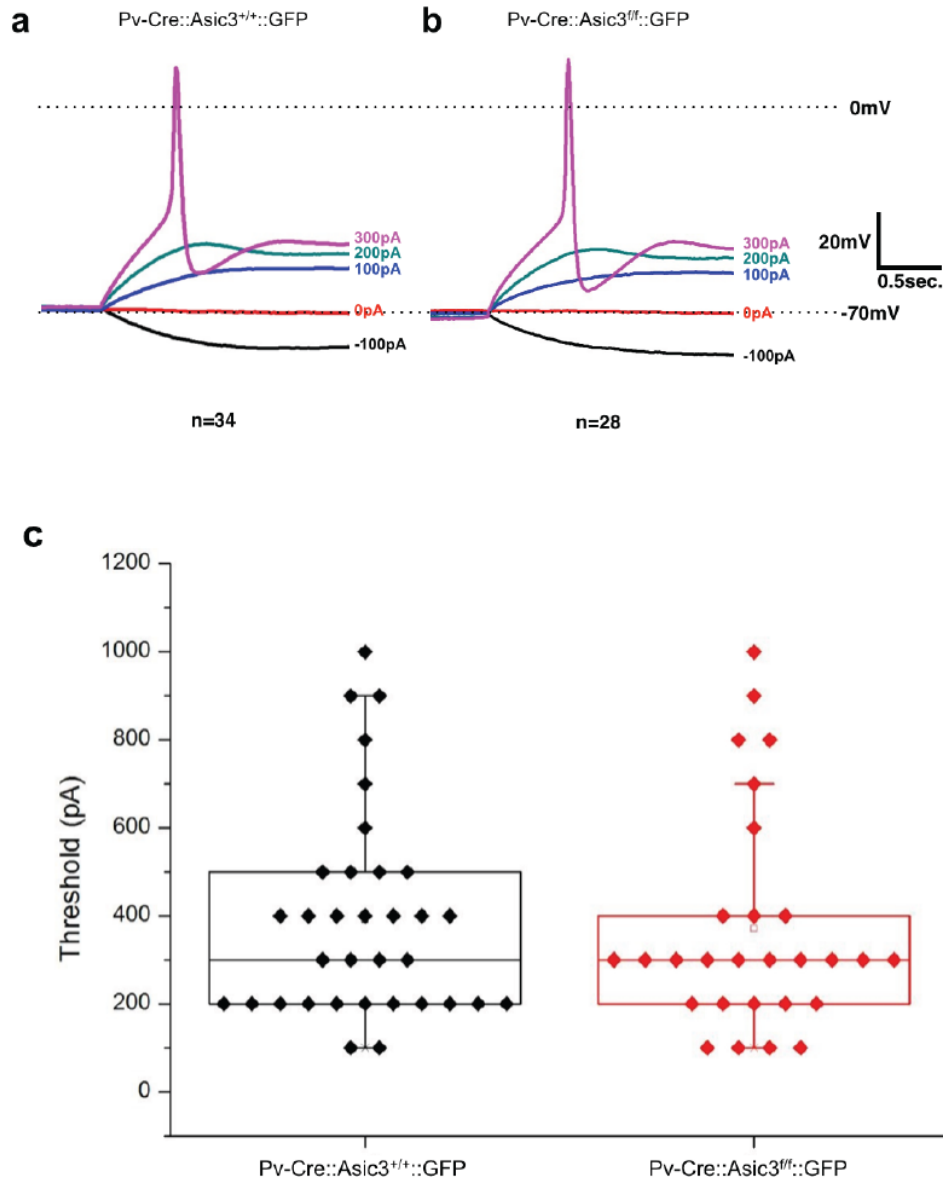 a
Pv-Cre::Asic3+/+::GFP
b
Pv-Cre::Asic3f/f::GFP
0mV
300pA
200pA
100pA
0pA
-100pA
300pA
200pA
100pA
0pA
-100pA
20mV
0.5sec.
-70mV
n=34
n=28
c
1200
1000
800
600
400
200
0
Threshold (pA)
Pv-Cre::Asic3+/+::GFP
Pv-Cre::Asic3f/f::GFP